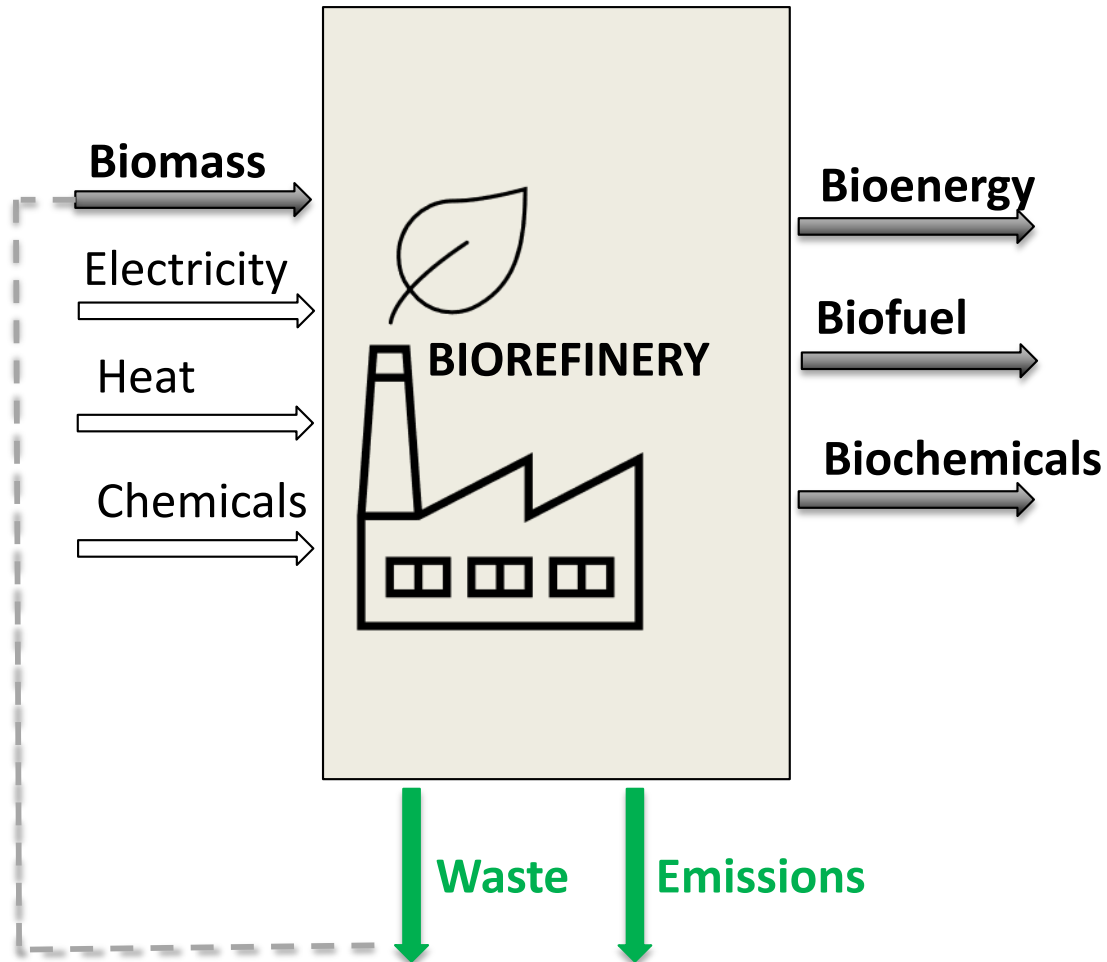 Biomass
Electricity
Heat
Chemicals
BIOREFINERY
Bioenergy
Biofuel
Biochemicals
Waste
Emissions